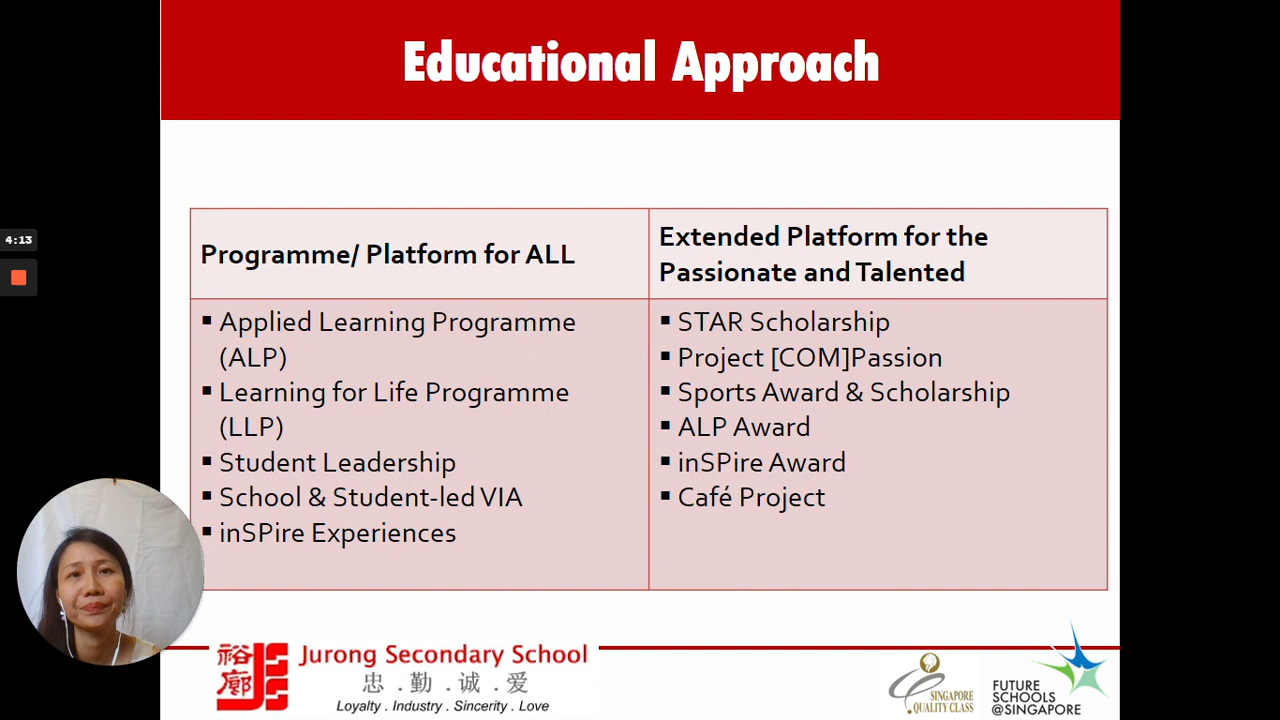 Educational Approach
4:13
Programme/ Platform for ALL
Extended Platform for the
Passionate and Talented
▪ Applied Learning Programme
(ALP)
▪ Learning for Life Programme
(LLP)
▪ Student Leadership
▪ School & Student-led VIA
▪ inSPire Experiences
▪ STAR Scholarship
▪ Project [COM]Passion
▪ Sports Award & Scholarship
▪ ALP Award
▪ inSPire Award
▪ Café Project
裕廊
Jurong Secondary School
忠 . 勤 . 诚 . 爱
Loyalty . Industry . Sincerity . Love
SINGAPORE
QUALITY CLASS
FUTURE
SCHOOLS
@SINGAPORE